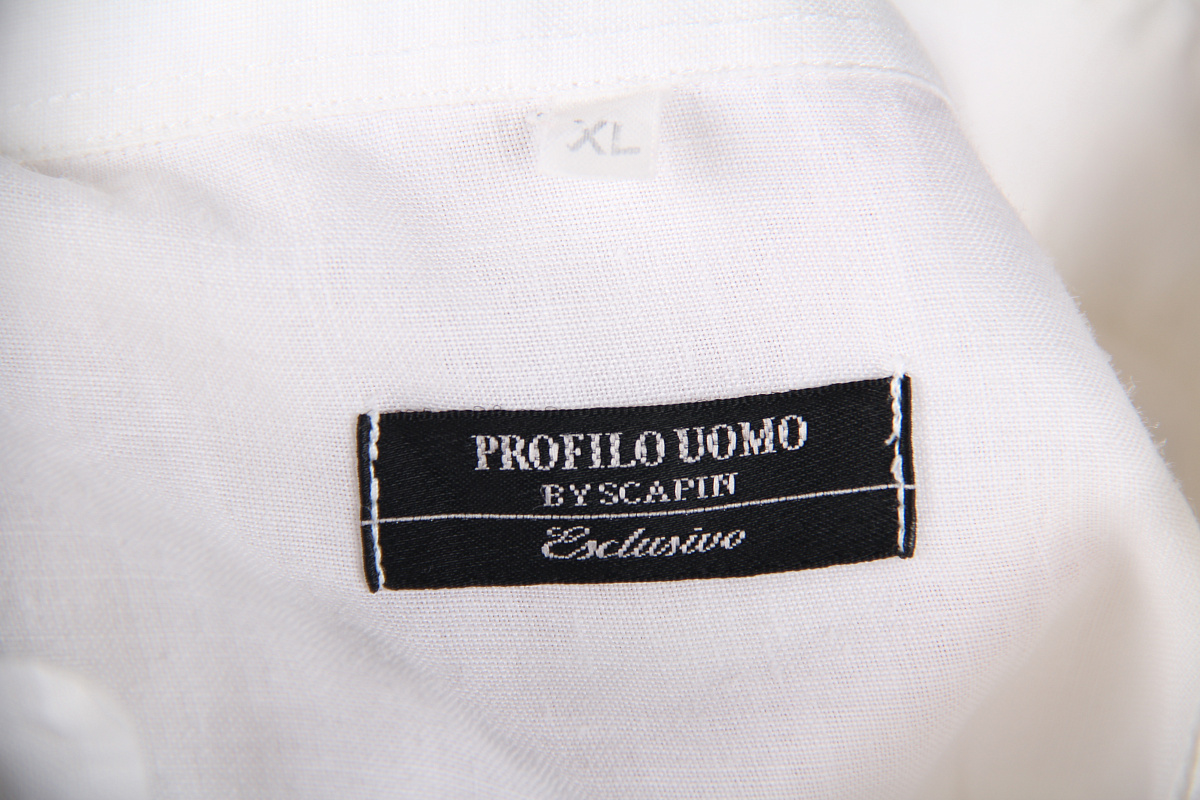 XL
PROFILO UOMO
BY SCAPIN
Esclusivo